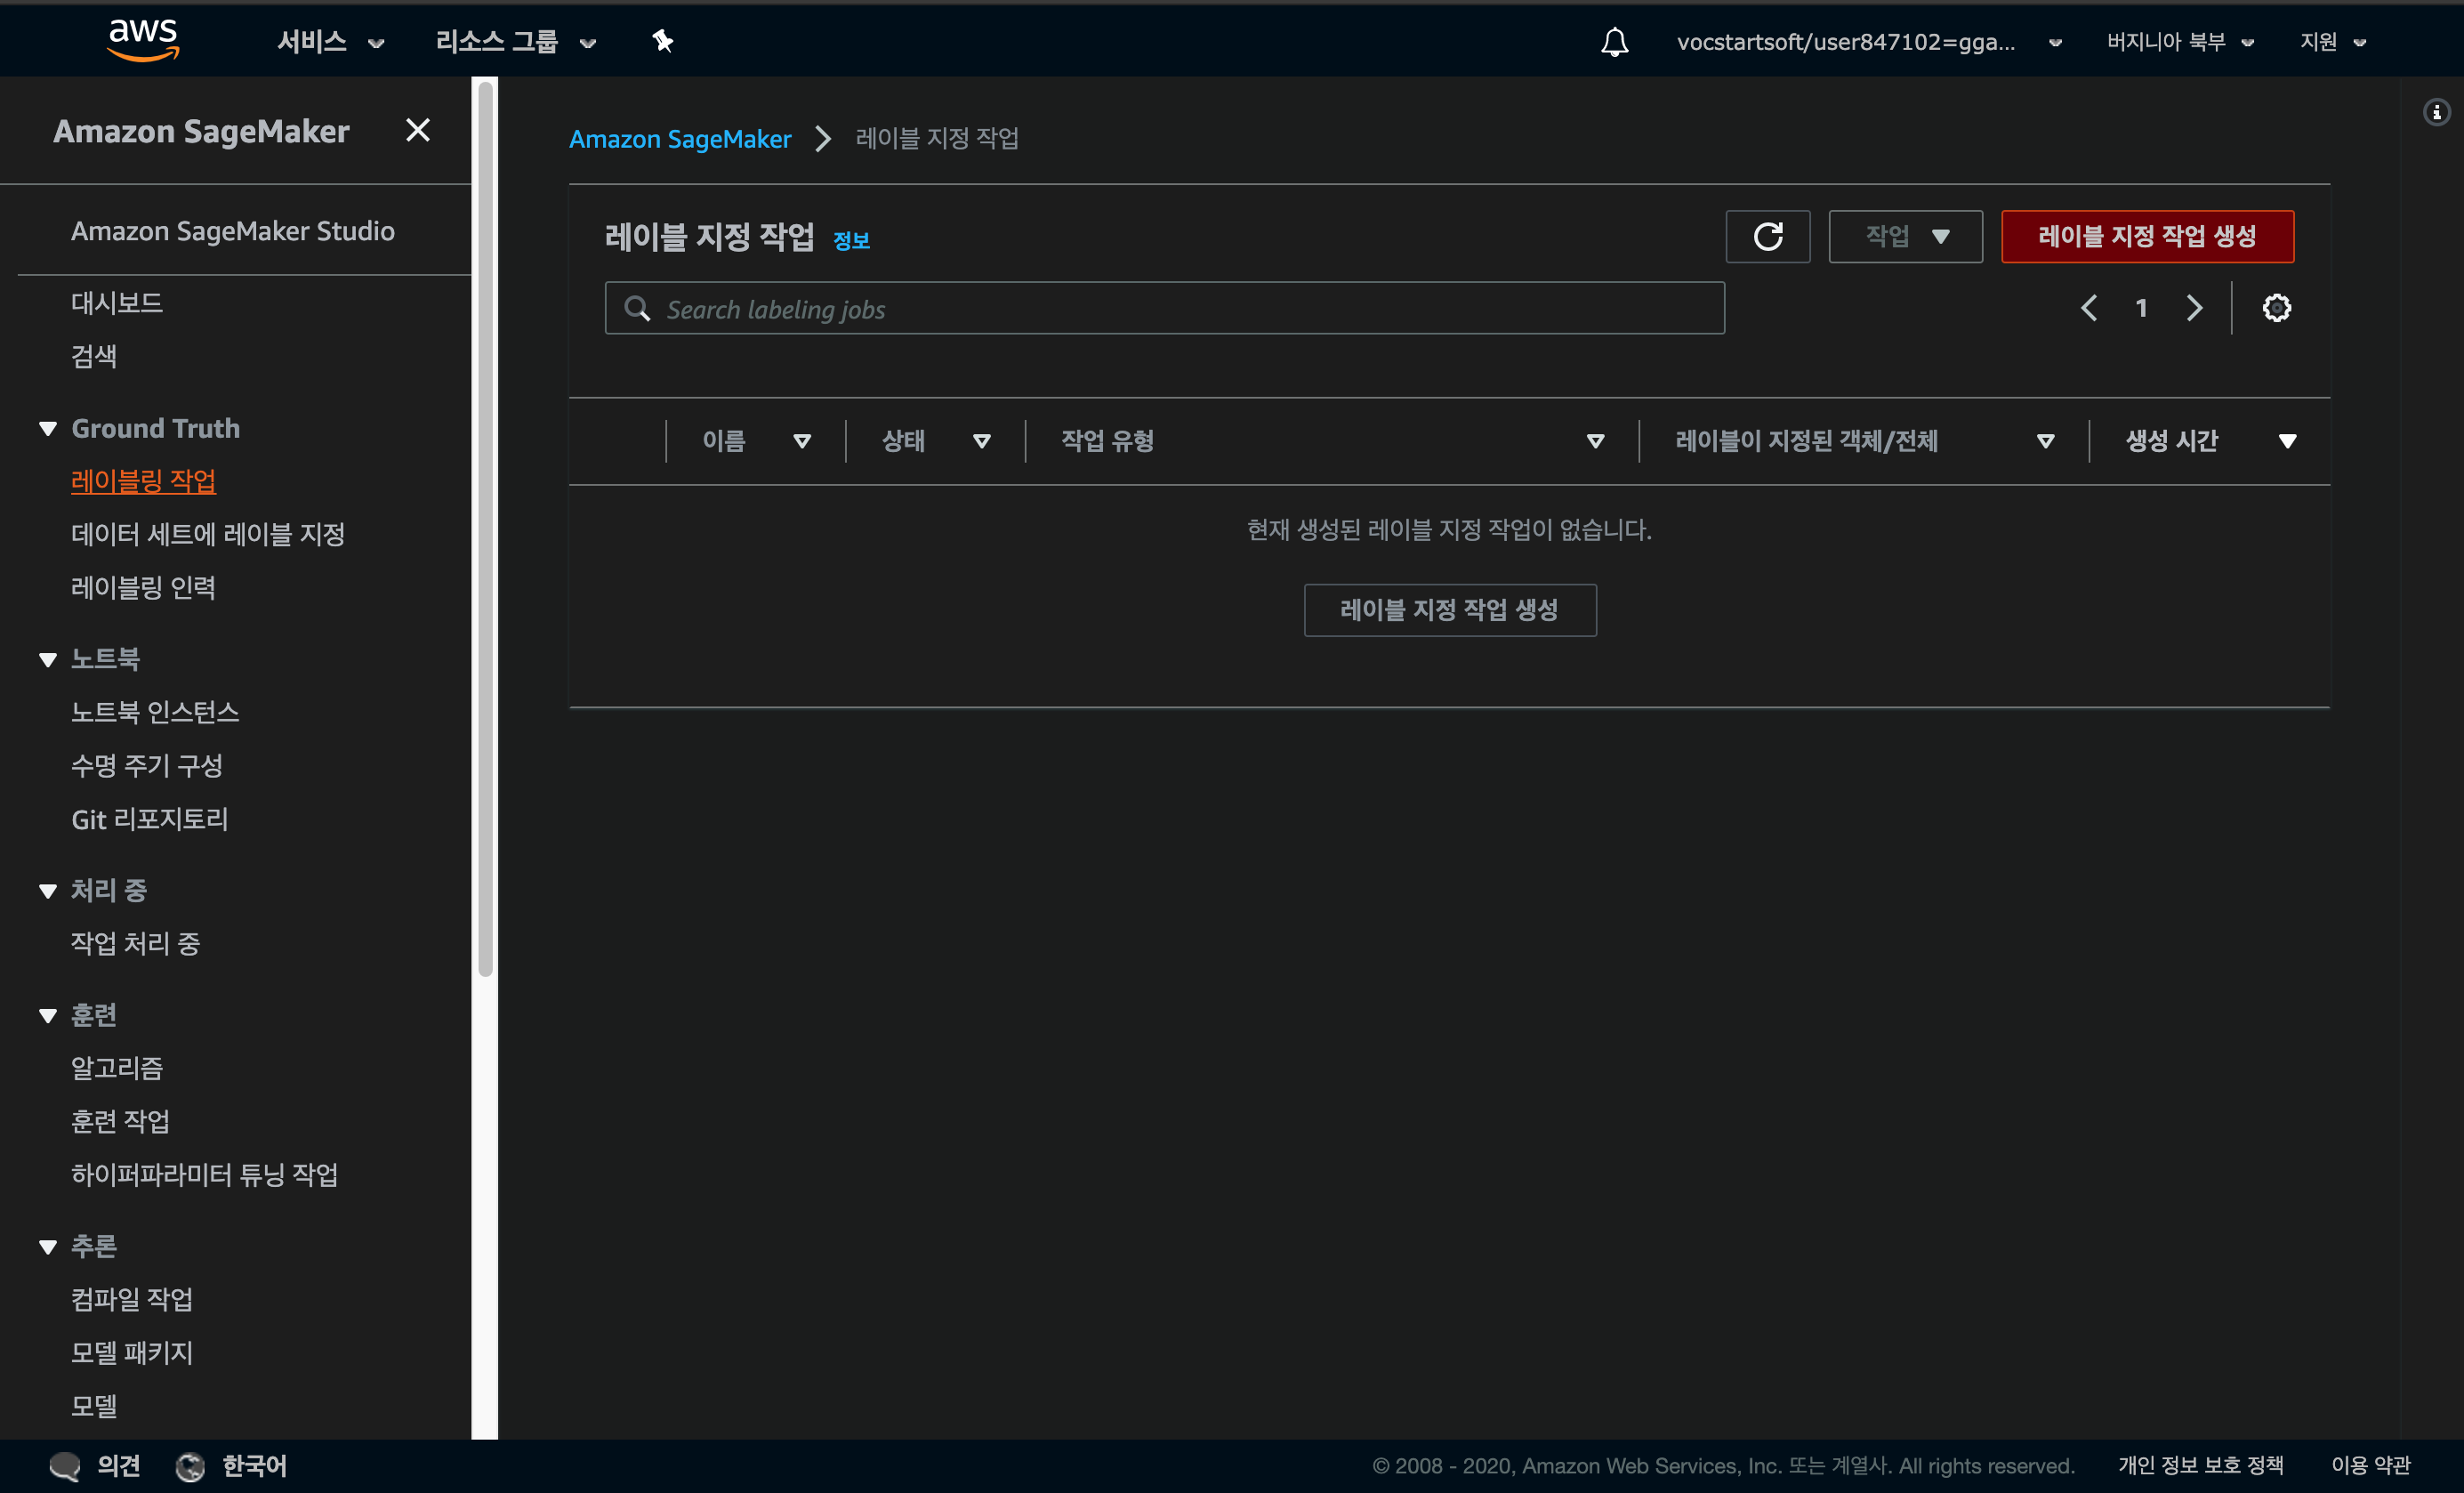 aws
서비스
리소스 그룹
vocstartsoft/user847102=gga...
버지니아 북부
지원
Amazon SageMaker
Amazon SageMaker Studio
대시보드
검색
Ground Truth
레이블링 작업
데이터 세트에 레이블 지정
레이블링 인력
노트북
노트북 인스턴스
수명 주기 구성
Git 리포지토리
처리 중
작업 처리 중
훈련
알고리즘
훈련 작업
하이퍼파라미터 튜닝 작업
추론
컴파일 작업
모델 패키지
모델
Amazon SageMaker > 레이블 지정 작업
레이블 지정 작업 정보
작업
레이블 지정 작업 생성
Search labeling jobs
1
이름
상태
작업 유형
레이블이 지정된 객체/전체
생성 시간
현재 생성된 레이블 지정 작업이 없습니다.
레이블 지정 작업 생성
의견
한국어
© 2008 - 2020, Amazon Web Services, Inc. 또는 계열사. All rights reserved.
개인 정보 보호 정책
이용 약관